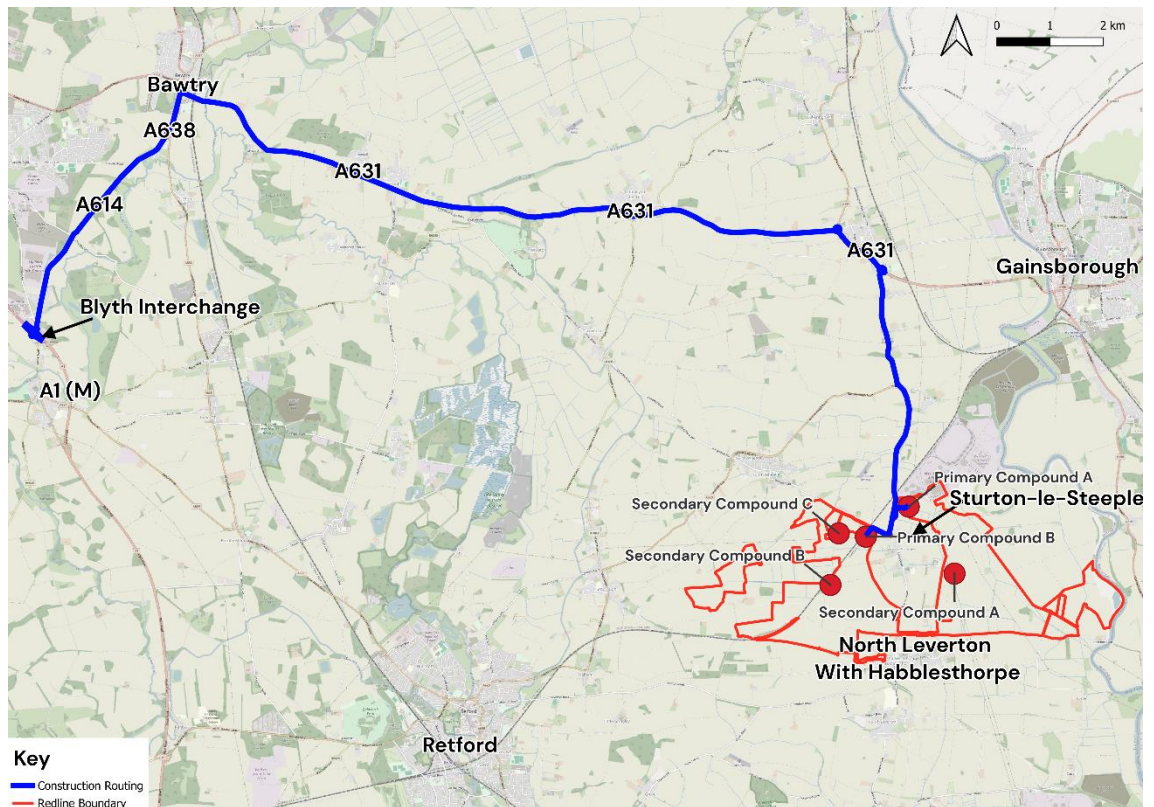 0 1 2 km
Bawtry
A638
A631
A614
A631
A631
Gainsborough
Blyth Interchange
A1 (M)
Primary Compound A
Secondary Compound C
Sturton-le-Steeple
Primary Compound B
Secondary Compound B
Secondary Compound A
North Leverton
With Habblesthorpe
Retford
Key
Construction Routing
Redline Boundary